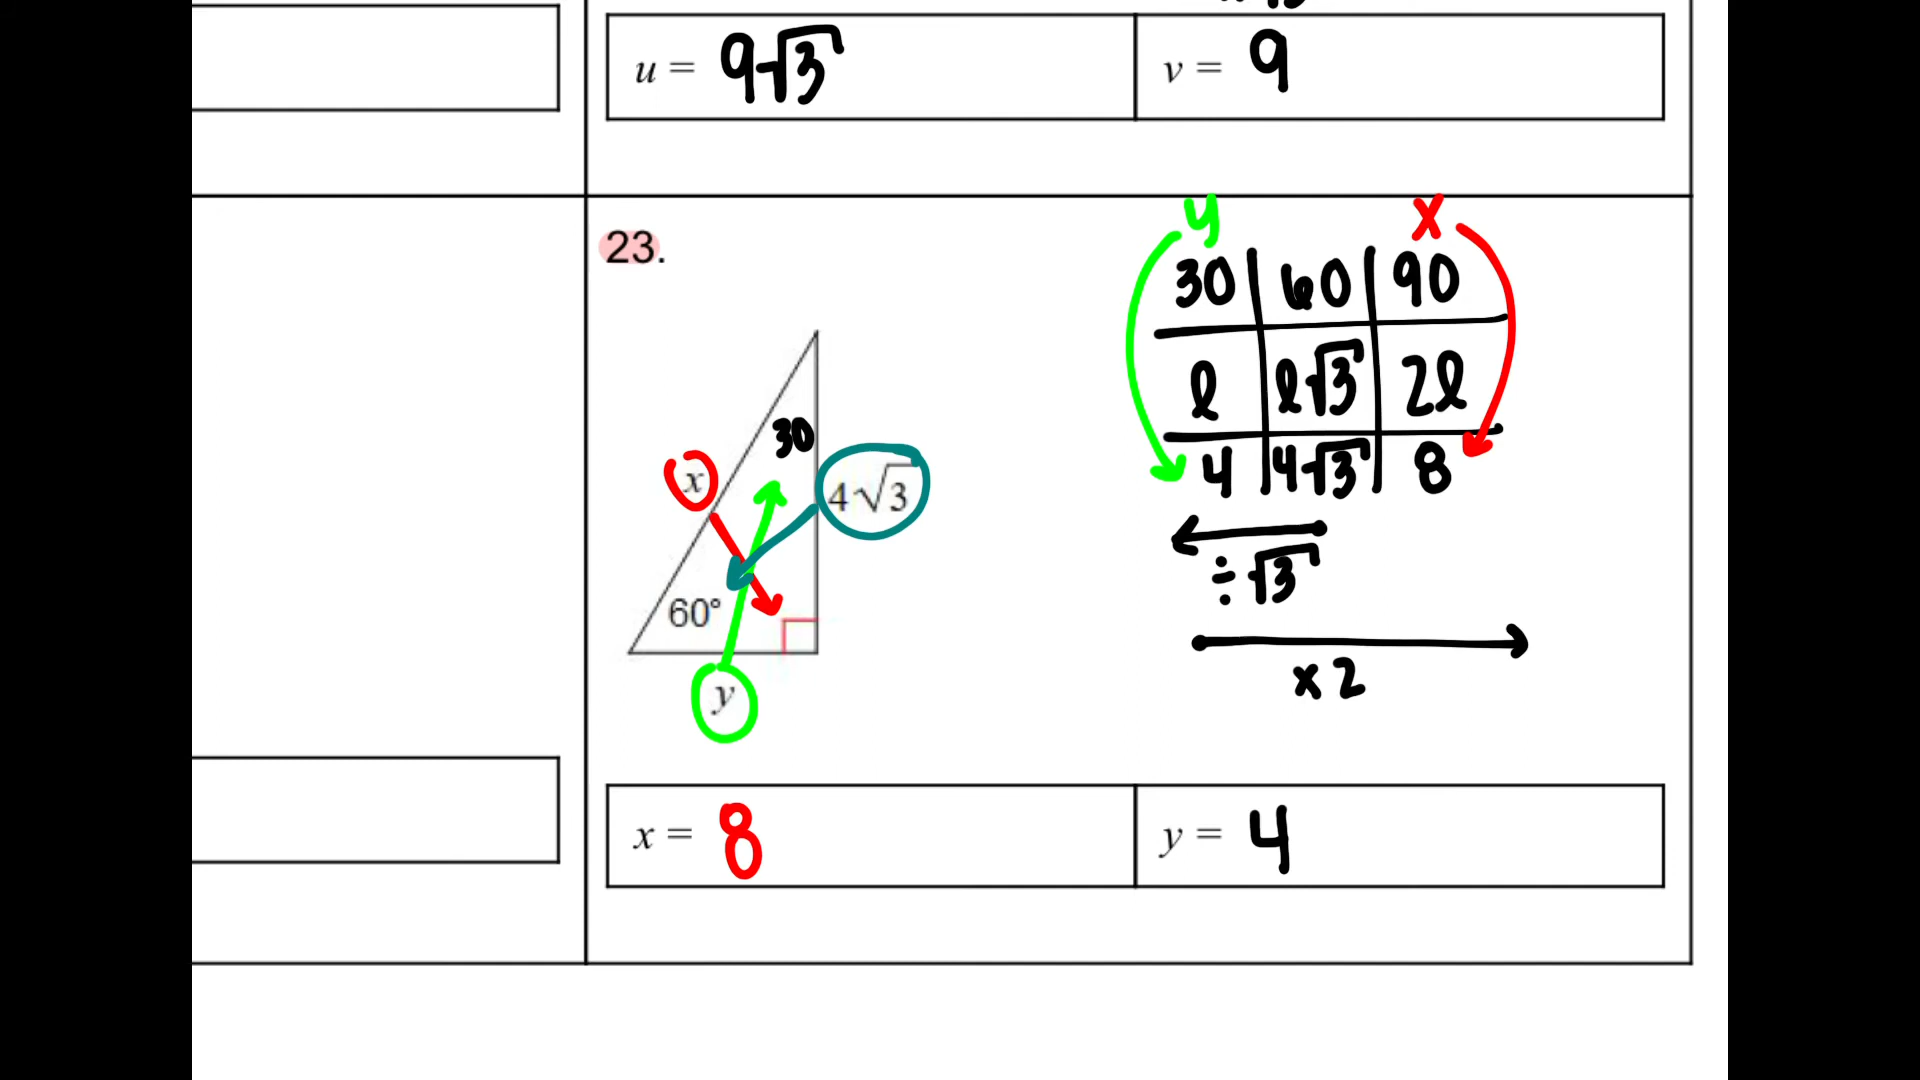 u = 9√3
v = 9
23.
y x
30 60 90
ℓ ℓ√3 2ℓ
4 4√3 8
÷√3
x 2
30
x
4√3
60°
y
x = 8
y = 4